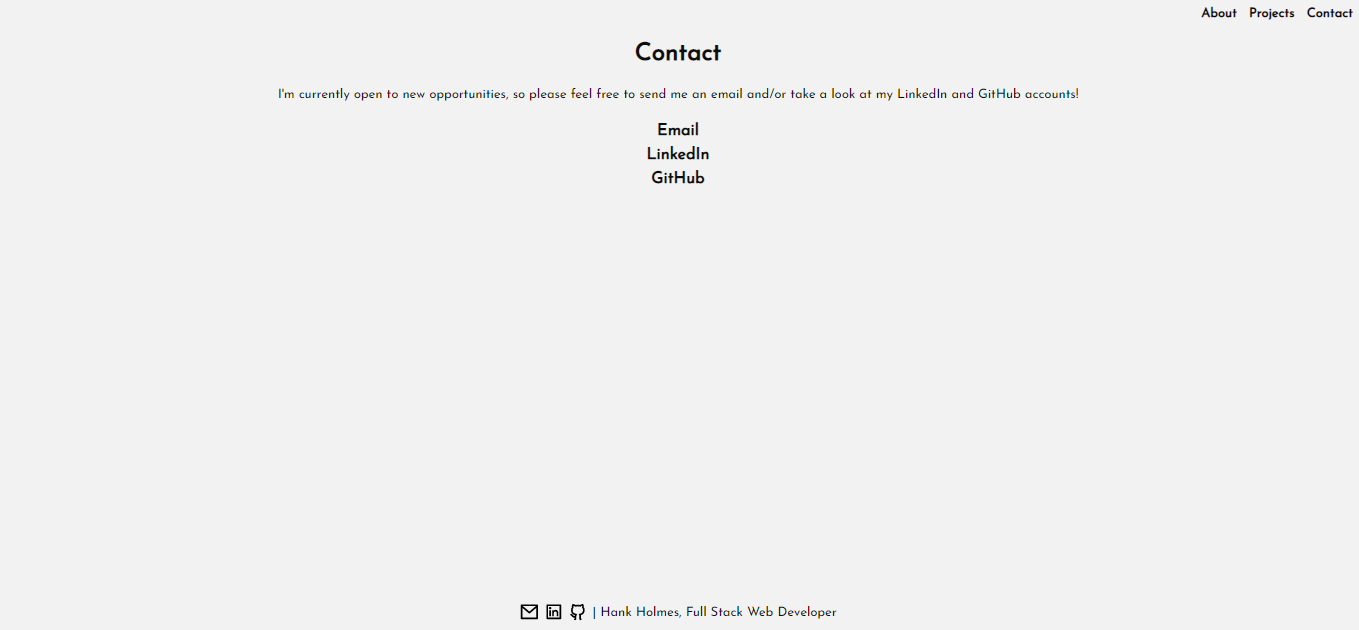 About Projects Contact
Contact
I'm currently open to new opportunities, so please feel free to send me an email and/or take a look at my LinkedIn and GitHub accounts!
Email
LinkedIn
GitHub
in | Hank Holmes, Full Stack Web Developer